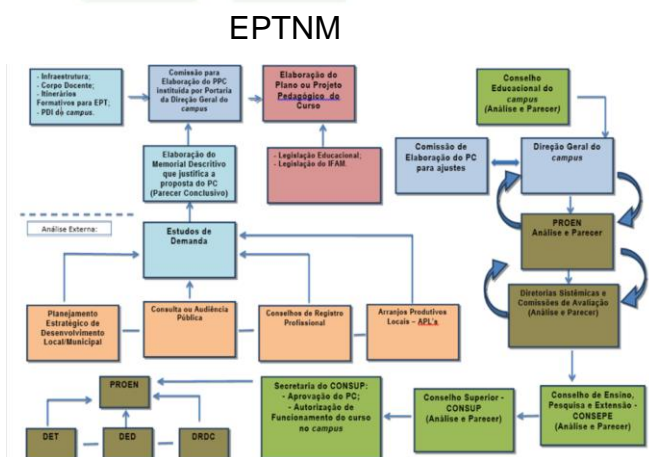 EPTNM
- Infraestrutura;
- Corpo Docente;
- Itinerários
Formativos para EPT;
- PDI do campus.
Comissão para
Elaboração do PPC
instituída por Portaria
da Direção Geral do
campus
Elaboração do
Plano ou Projeto
Pedagógico do
Curso
Elaboração do
Memorial Descritivo
que justifica a
proposta do PC
(Parecer Conclusivo)
- Legislação Educacional;
- Legislação do IFAM.
Análise Externa:
Estudos de
Demanda
Planejamento
Estratégico de
Desenvolvimento
Local/Municipal
Consulta ou Audiência
Pública
Conselhos de Registro
Profissional
Arranjos Produtivos
Locais – APL's
Conselho
Educacional do
campus
(Análise e Parecer)
Comissão de
Elaboração do PC
para ajustes
Direção Geral do
campus
PROEN
Análise e Parecer
Diretorias Sistêmicas e
Comissões de Avaliação
(Análise e Parecer)
Conselho de Ensino,
Pesquisa e Extensão -
CONSEPE
(Análise e Parecer)
Conselho Superior -
CONSUP
(Análise e Parecer)
Secretaria do CONSUP:
- Aprovação do PC;
- Autorização de
Funcionamento do curso
no campus
PROEN
DET
DED
DRDC